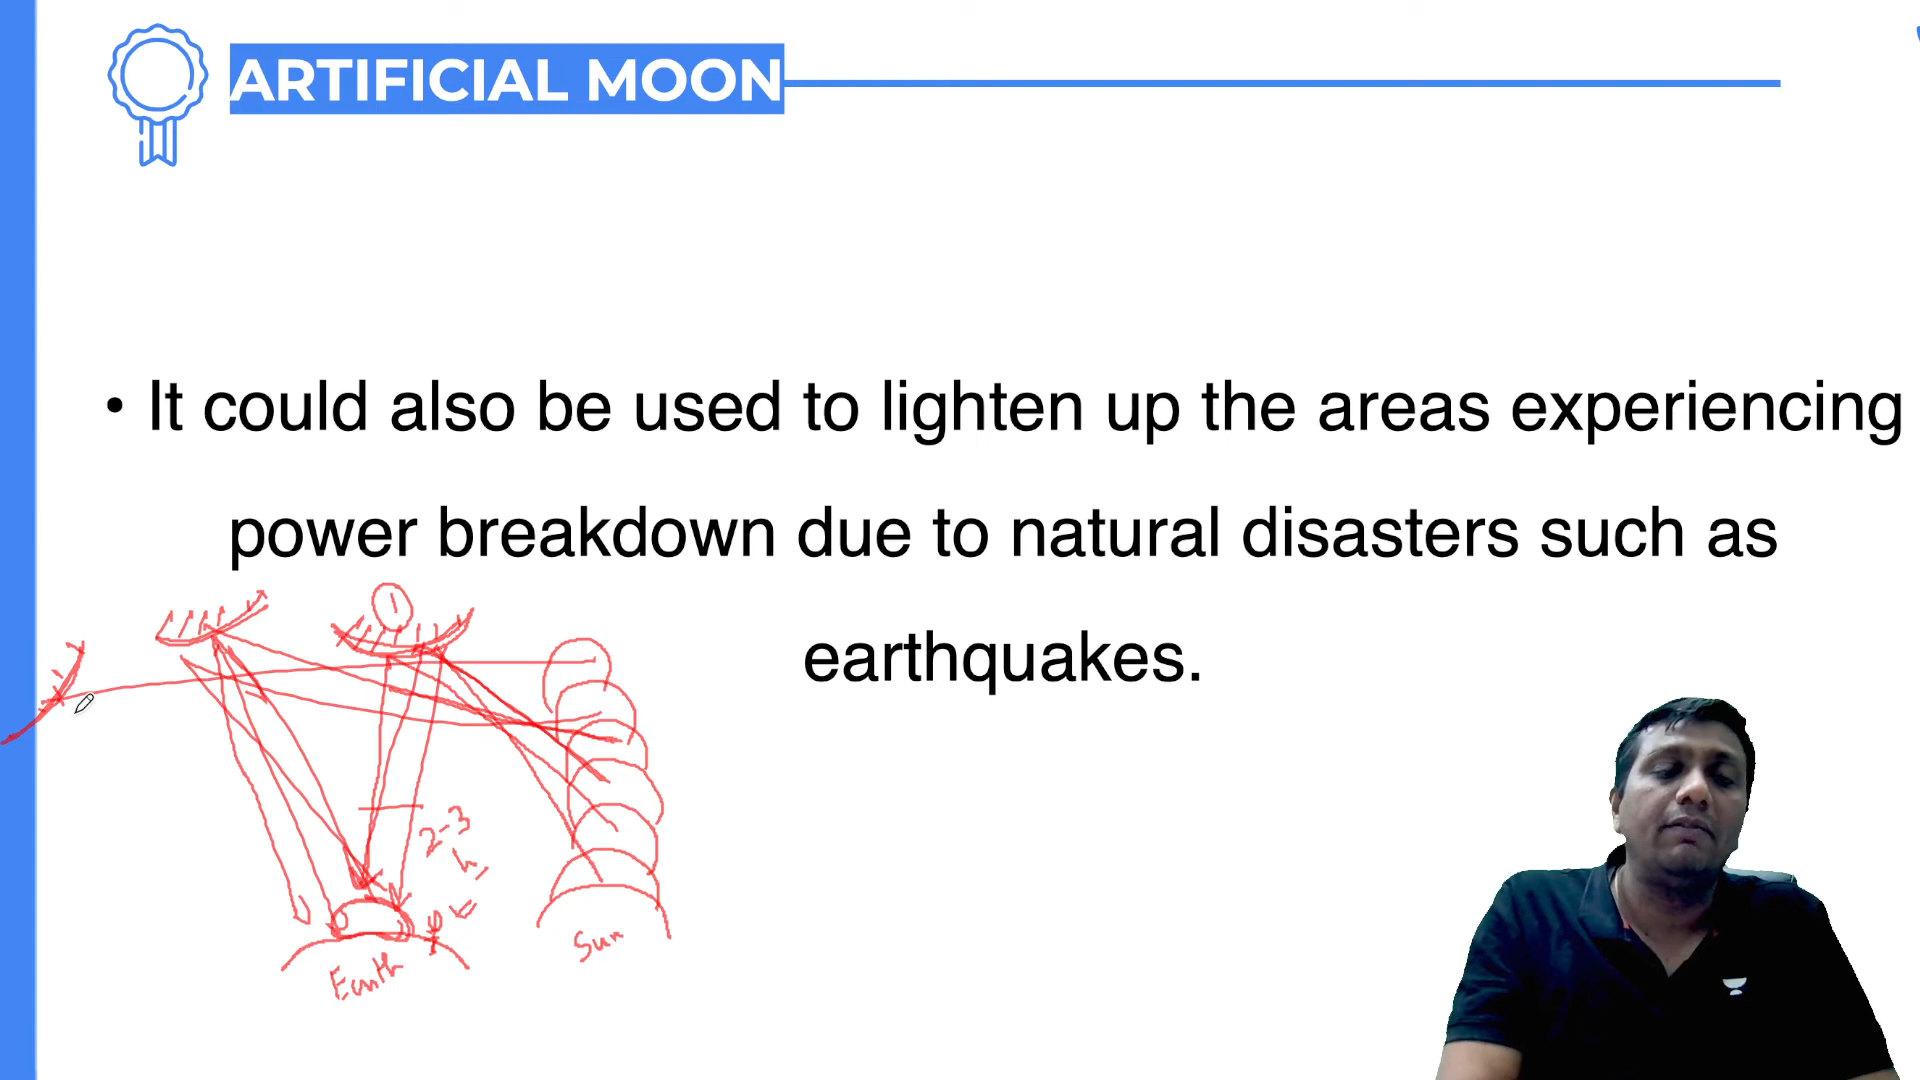 ARTIFICIAL MOON
• It could also be used to lighten up the areas experiencing
power breakdown due to natural disasters such as
earthquakes.
2-3
Earth
Sun